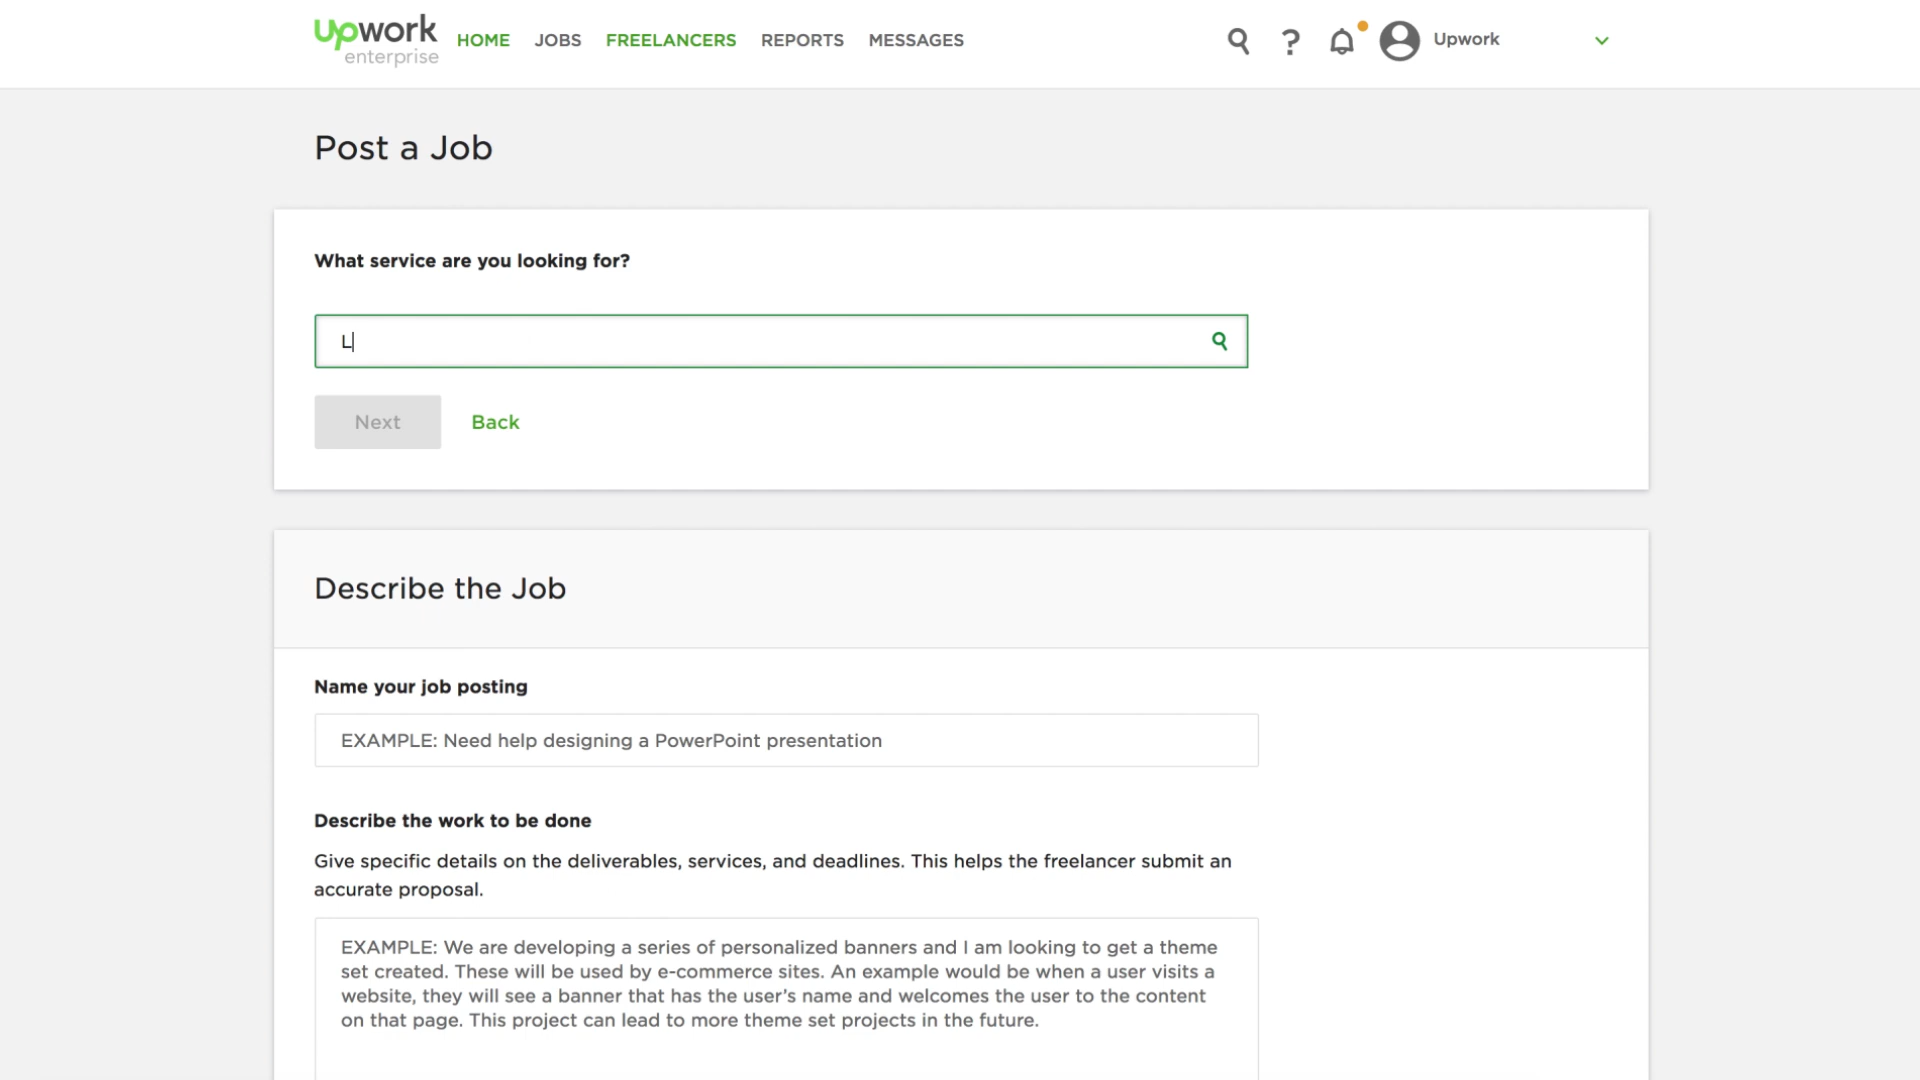 upwork
enterprise
HOME JOBS FREELANCERS REPORTS MESSAGES
? Upwork
Post a Job
What service are you looking for?
L
Next Back
Describe the Job
Name your job posting
EXAMPLE: Need help designing a PowerPoint presentation
Describe the work to be done
Give specific details on the deliverables, services, and deadlines. This helps the freelancer submit an
accurate proposal.
EXAMPLE: We are developing a series of personalized banners and I am looking to get a theme
set created. These will be used by e-commerce sites. An example would be when a user visits a
website, they will see a banner that has the user’s name and welcomes the user to the content
on that page. This project can lead to more theme set projects in the future.